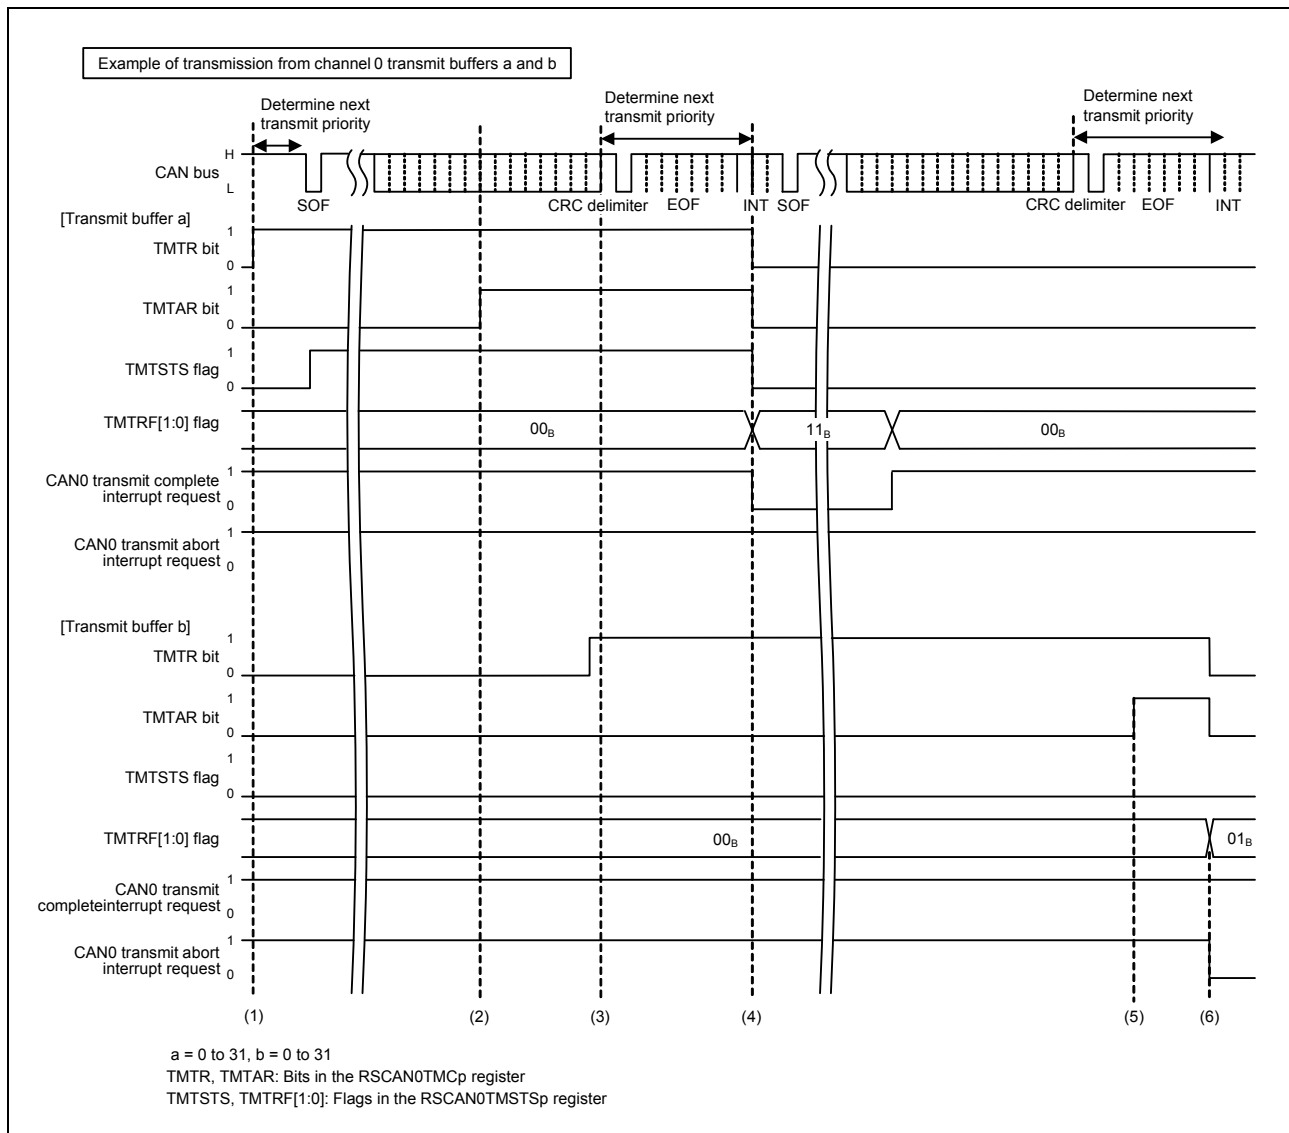 Example of transmission from channel 0 transmit buffers a and b
Determine next
transmit priority
Determine next
transmit priority
Determine next
transmit priority
CAN bus
H
L
SOF
CRC delimiter
EOF
INT
SOF
CRC delimiter
EOF
INT
[Transmit buffer a]
TMTR bit
1
0
TMTAR bit
1
0
TMTSTS flag
1
0
TMTRF[1:0] flag
00B
11B
00B
CAN0 transmit complete
interrupt request
1
0
CAN0 transmit abort
interrupt request
1
0
[Transmit buffer b]
TMTR bit
1
0
TMTAR bit
1
0
TMTSTS flag
1
0
TMTRF[1:0] flag
00B
01B
CAN0 transmit
completeinterrupt request
1
0
CAN0 transmit abort
interrupt request
1
0
(1)
(2)
(3)
(4)
(5)
(6)
a = 0 to 31, b = 0 to 31
TMTR, TMTAR: Bits in the RSCAN0TMCp register
TMTSTS, TMTRF[1:0]: Flags in the RSCAN0TMSTSp register